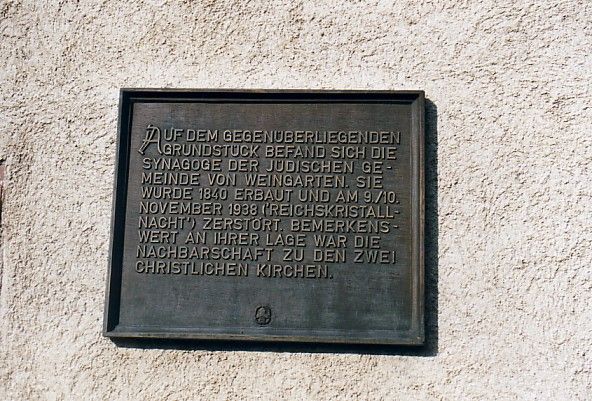 AUF DEM GEGENÜBERLIEGENDEN
GRUNDSTÜCK BEFAND SICH DIE
SYNAGOGE DER JÜDISCHEN GE-
MEINDE VON WEINGARTEN. SIE
WURDE 1840 ERBAUT UND AM 9./10.
NOVEMBER 1938 ('REICHSKRISTALL-
NACHT') ZERSTÖRT. BEMERKENS-
WERT AN IHRER LAGE WAR DIE
NACHBARSCHAFT ZU DEN ZWEI
CHRISTLICHEN KIRCHEN.